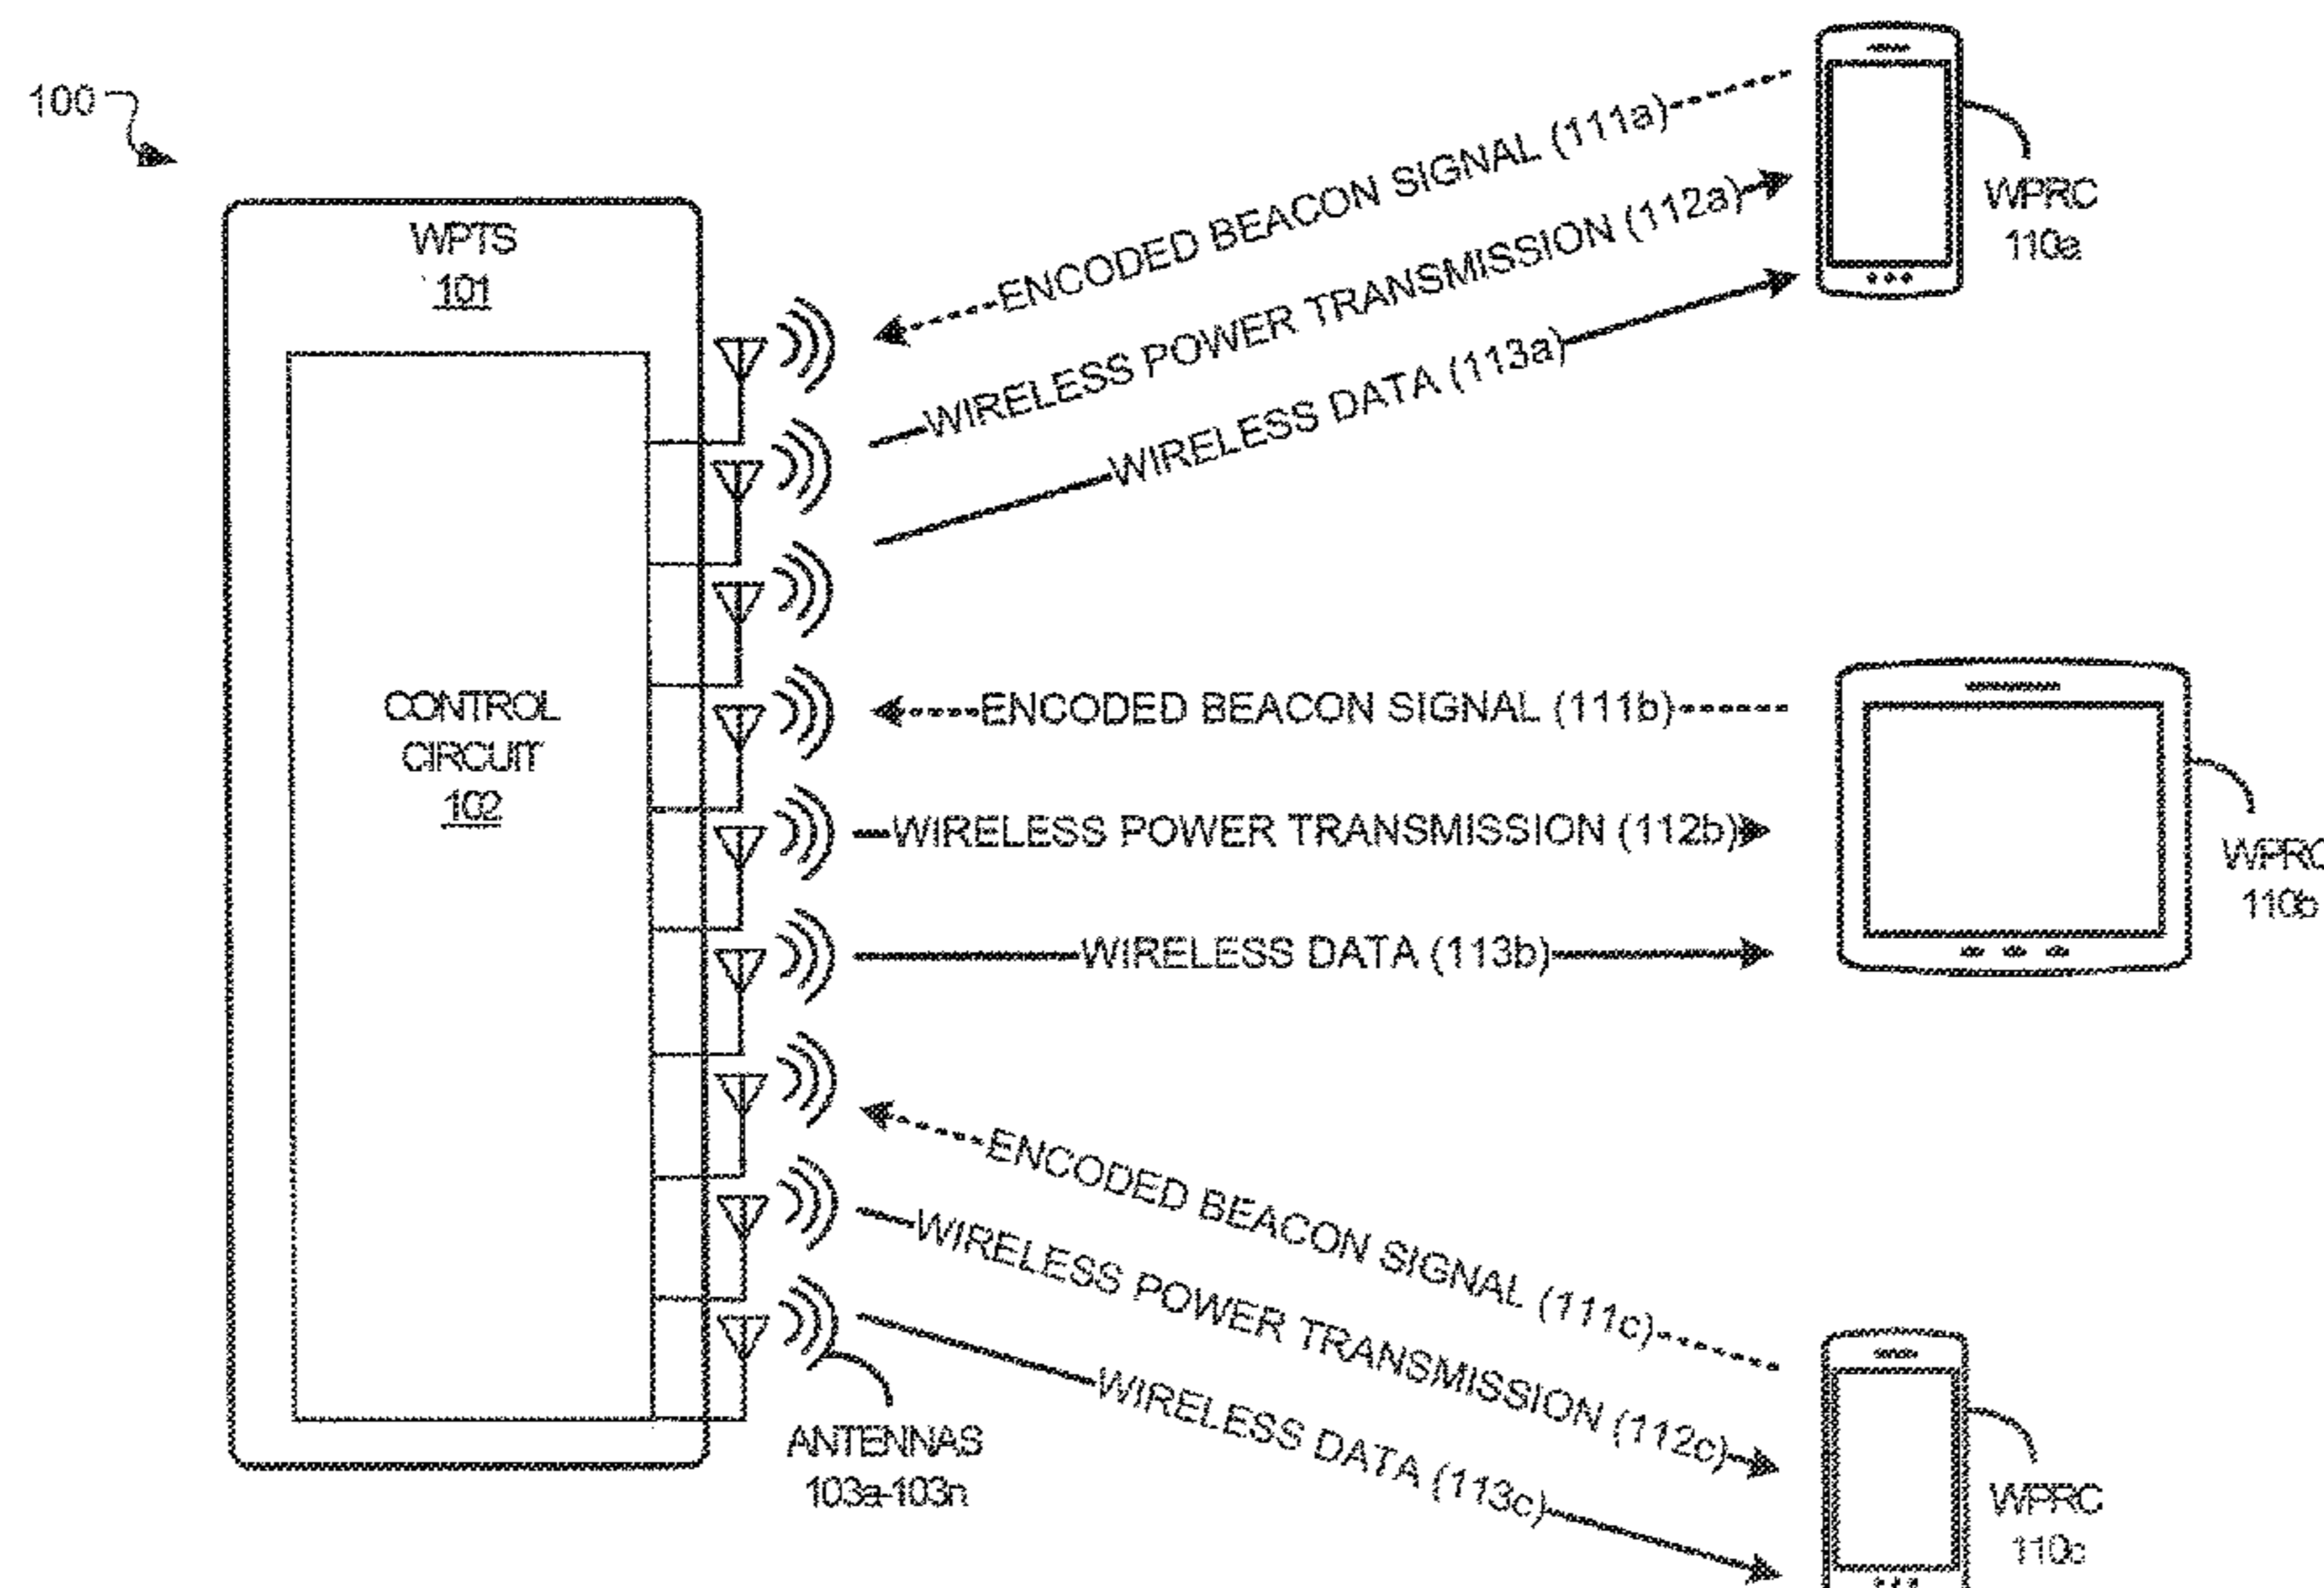 100
WPTS
101
CONTROL
CIRCUIT
102
ANTENNAS
103a-103n
ENCODED BEACON SIGNAL (111a)
WIRELESS POWER TRANSMISSION (112a)
WIRELESS DATA (113a)
WPRC
110a
ENCODED BEACON SIGNAL (111b)
WIRELESS POWER TRANSMISSION (112b)
WIRELESS DATA (113b)
WPRC
110b
ENCODED BEACON SIGNAL (111c)
WIRELESS POWER TRANSMISSION (112c)
WIRELESS DATA (113c)
WPRC
110c